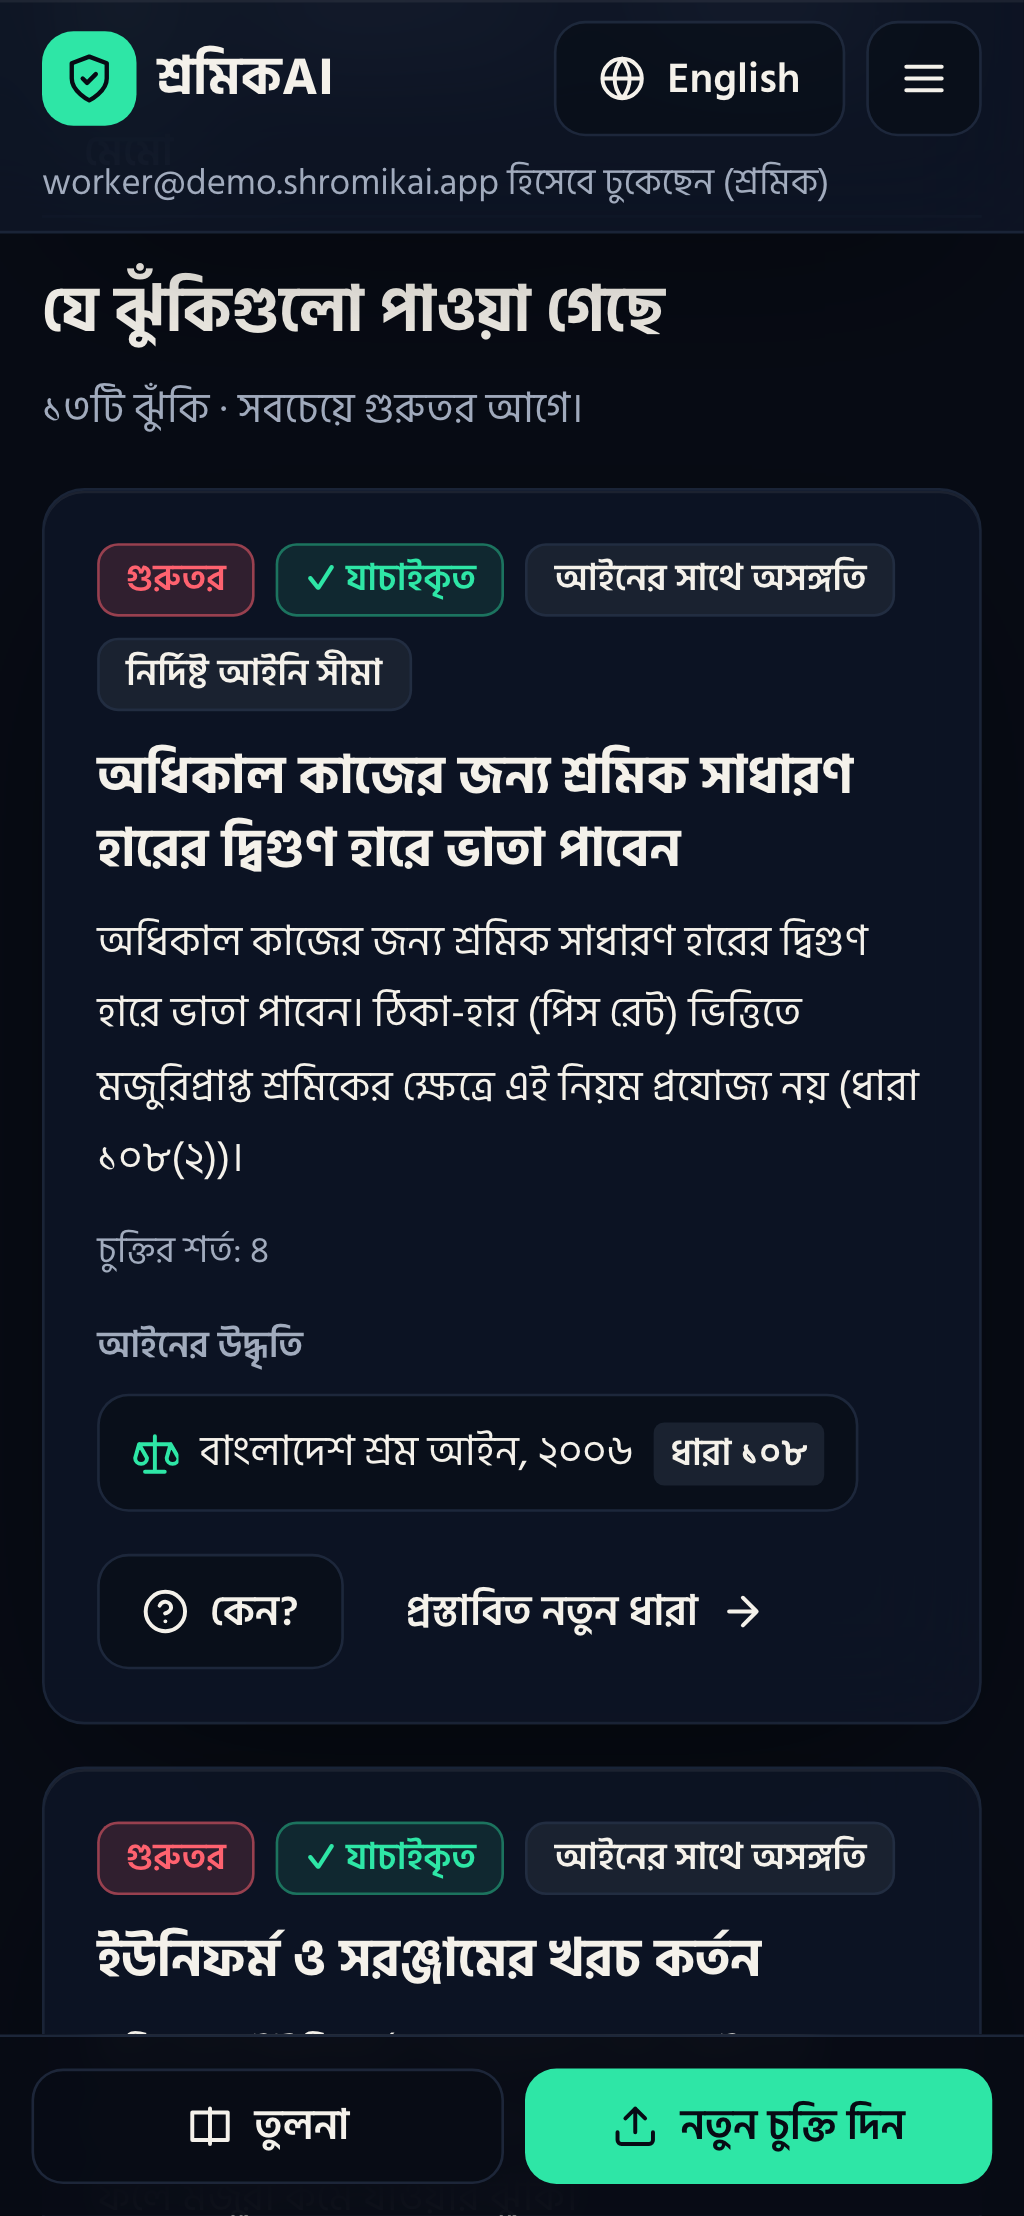 শ্রমিকAI
English
worker@demo.shromikai.app হিসেবে ঢুকেছেন (শ্রমিক)
যে ঝুঁকিগুলো পাওয়া গেছে
১৩টি ঝুঁকি · সবচেয়ে গুরুতর আগে।
গুরুতর
✓ যাচাইকৃত
আইনের সাথে অসঙ্গতি
নির্দিষ্ট আইনি সীমা
অধিকাল কাজের জন্য শ্রমিক সাধারণ
হারের দ্বিগুণ হারে ভাতা পাবেন
অধিকাল কাজের জন্য শ্রমিক সাধারণ হারের দ্বিগুণ
হারে ভাতা পাবেন। ঠিকা-হার (পিস রেট) ভিত্তিতে
মজুরিপ্রাপ্ত শ্রমিকের ক্ষেত্রে এই নিয়ম প্রযোজ্য নয় (ধারা
১০৮(২))।
চুক্তির শর্ত: ৪
আইনের উদ্ধৃতি
বাংলাদেশ শ্রম আইন, ২০০৬ ধারা ১০৮
কেন?
প্রস্তাবিত নতুন ধারা →
গুরুতর
✓ যাচাইকৃত
আইনের সাথে অসঙ্গতি
ইউনিফর্ম ও সরঞ্জামের খরচ কর্তন
তুলনা
নতুন চুক্তি দিন